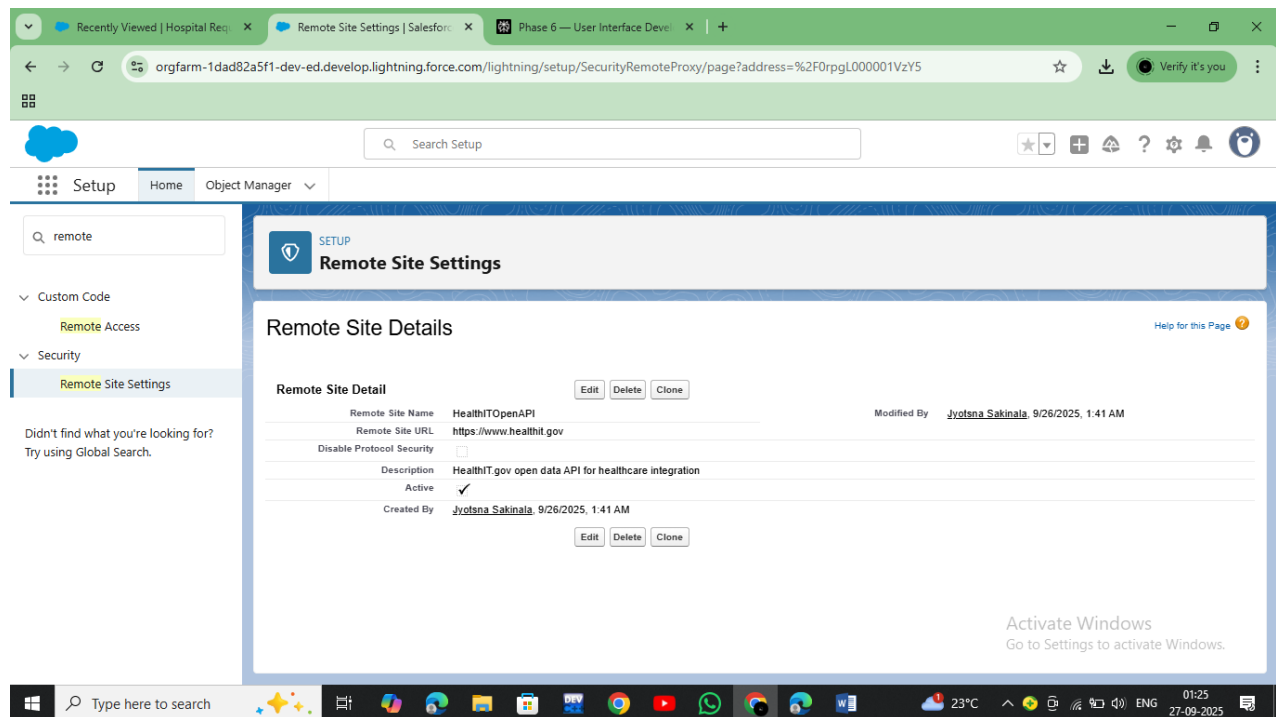 Recently Viewed | Hospital Requ
Remote Site Settings | Salesforc
Phase 6 — User Interface Devel
orgfarm-1dad82a5f1-dev-ed.develop.lightning.force.com/lightning/setup/SecurityRemoteProxy/page?address=%2F0rpgL000001VzY5
Verify it's you
Search Setup
Setup
Home
Object Manager
remote
Custom Code
Remote Access
Security
Remote Site Settings
Didn't find what you're looking for?
Try using Global Search.
SETUP
Remote Site Settings
Remote Site Details
Help for this Page
Remote Site Detail
Edit Delete Clone
Remote Site Name HealthITOpenAPI
Modified By Jyotsna Sakinala, 9/26/2025, 1:41 AM
Remote Site URL https://www.healthit.gov
Disable Protocol Security
Description HealthIT.gov open data API for healthcare integration
Active
Created By Jyotsna Sakinala, 9/26/2025, 1:41 AM
Edit Delete Clone
Activate Windows
Go to Settings to activate Windows.
Type here to search
DEV
23°C
ENG
01:25
27-09-2025